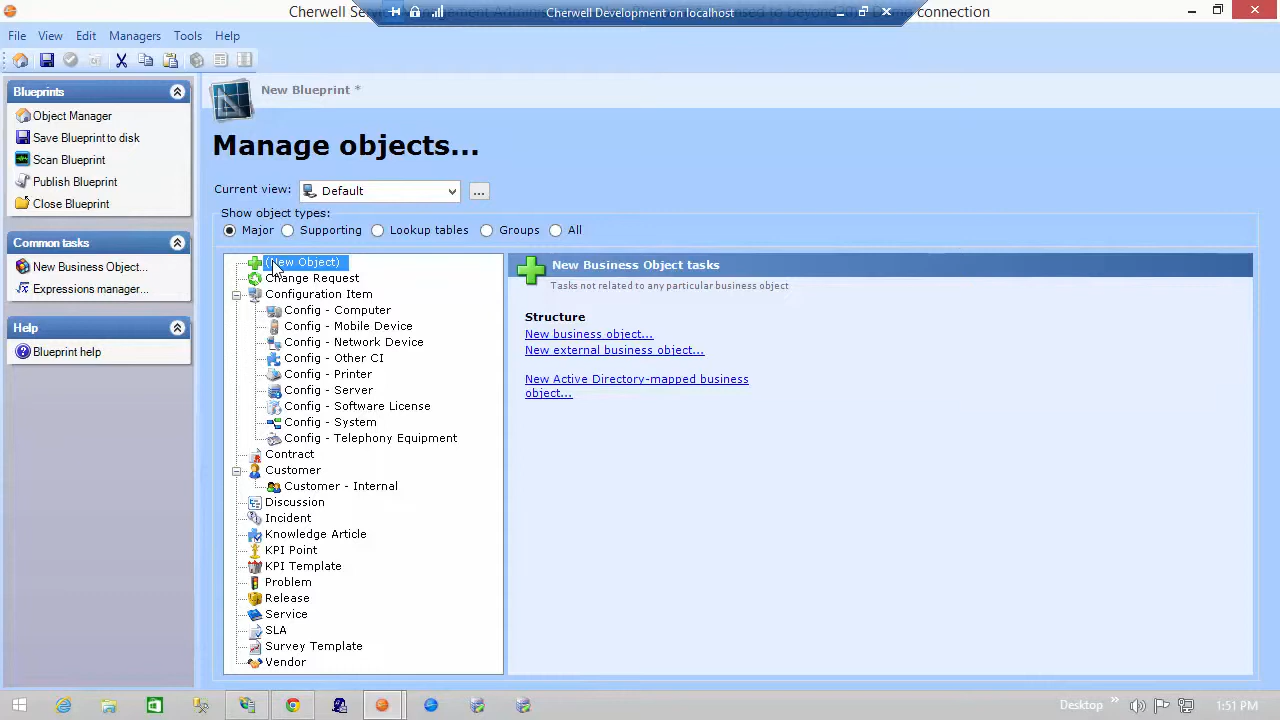 Cherwell Serv
Cherwell Development on localhost
connection
File View Edit Managers Tools Help
Blueprints
Object Manager
Save Blueprint to disk
Scan Blueprint
Publish Blueprint
Close Blueprint
Common tasks
New Business Object...
Expressions manager...
Help
Blueprint help
New Blueprint *
Manage objects...
Current view: Default ...
Show object types:
Major Supporting Lookup tables Groups All
(New Object)
Change Request
Configuration Item
Config - Computer
Config - Mobile Device
Config - Network Device
Config - Other CI
Config - Printer
Config - Server
Config - Software License
Config - System
Config - Telephony Equipment
Contract
Customer
Customer - Internal
Discussion
Incident
Knowledge Article
KPI Point
KPI Template
Problem
Release
Service
SLA
Survey Template
Vendor
New Business Object tasks
Tasks not related to any particular business object
Structure
New business object...
New external business object...
New Active Directory-mapped business
object...
Desktop
1:51 PM